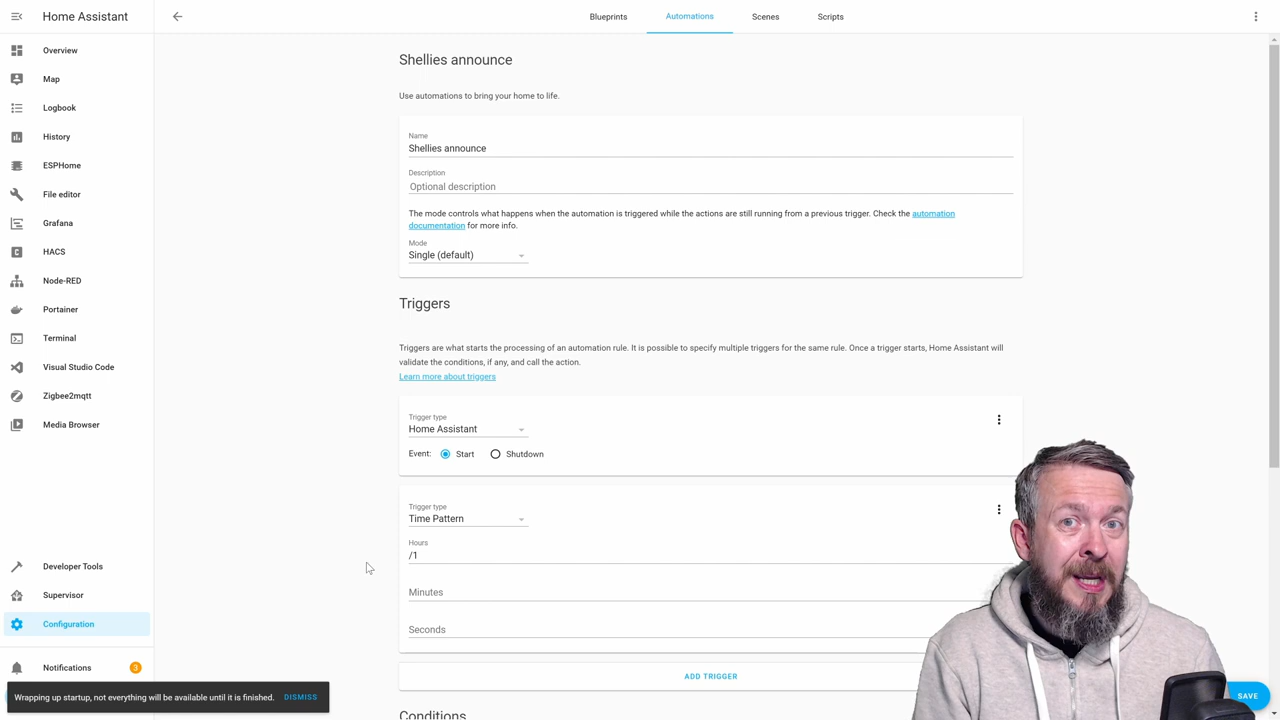 Home Assistant
Blueprints
Automations
Scenes
Scripts
Overview
Map
Logbook
History
ESPHome
File editor
Grafana
HACS
Node-RED
Portainer
Terminal
Visual Studio Code
Zigbee2mqtt
Media Browser
Developer Tools
Supervisor
Configuration
Notifications
3
Wrapping up startup, not everything will be available until it is finished.
DISMISS
Shellies announce
Use automations to bring your home to life.
Name
Shellies announce
Description
Optional description
The mode controls what happens when the automation is triggered while the actions are still running from a previous trigger. Check the automation
documentation for more info.
Mode
Single (default)
Triggers
Triggers are what starts the processing of an automation rule. It is possible to specify multiple triggers for the same rule. Once a trigger starts, Home Assistant will
validate the conditions, if any, and call the action.
Learn more about triggers
Trigger type
Home Assistant
Event:
Start
Shutdown
Trigger type
Time Pattern
Hours
/1
Minutes
Seconds
ADD TRIGGER
Conditions
SAVE